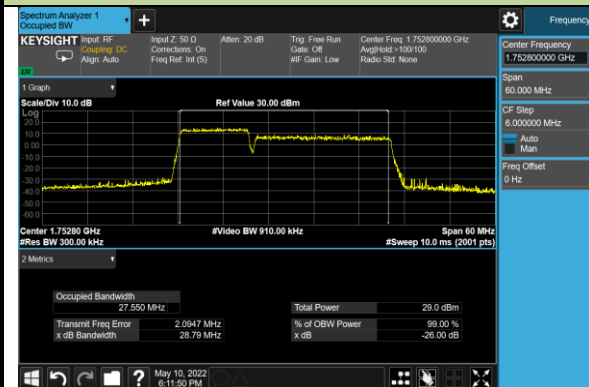 Spectrum Analyzer 1
Occupied BW
+
Frequency
KEYSIGHT
Input: RF
Coupling: DC
Align: Auto
Input Z: 50 Ω
Corrections: On
Freq Ref: Int (S)
Atten: 20 dB
Trig: Free Run
Gate: Off
#IF Gain: Low
Center Freq: 1.752800000 GHz
Avg|Hold:>100/100
Radio Std: None
Center Frequency
1.752800000 GHz
Span
60.000 MHz
CF Step
6.000000 MHz
Auto
Man
Freq Offset
0 Hz
1 Graph
Scale/Div 10.0 dB
Ref Value 30.00 dBm
Log
20.0
10.0
0.00
-10.0
-20.0
-30.0
-40.0
-50.0
-60.0
Center 1.75280 GHz
#Video BW 910.00 kHz
Span 60 MHz
#Res BW 300.00 kHz
#Sweep 10.0 ms (2001 pts)
2 Metrics
Occupied Bandwidth
27.550 MHz
Total Power
29.0 dBm
Transmit Freq Error
2.0947 MHz
% of OBW Power
99.00 %
x dB Bandwidth
28.79 MHz
x dB
-26.00 dB
?
May 10, 2022
6:11:50 PM